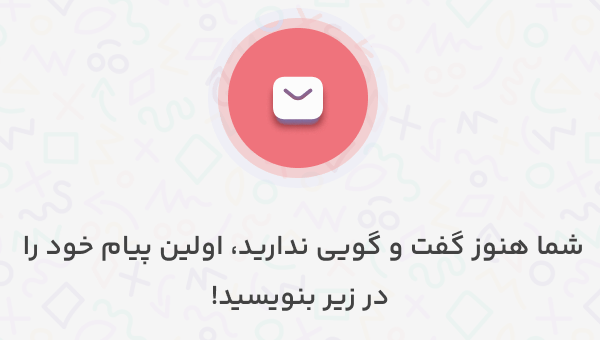 شما هنوز گفت و گویی ندارید، اولین پیام خود را
در زیر بنویسید!